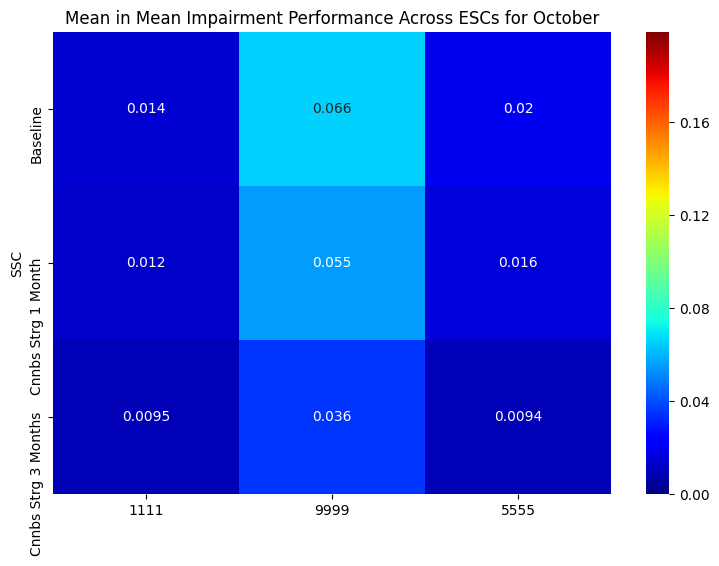 Mean in Mean Impairment Performance Across ESCs for October
SSC
Baseline
0.014 0.066 0.02
Cnnbs Strg 1 Month
0.012 0.055 0.016
Cnnbs Strg 3 Months
0.0095 0.036 0.0094
1111 9999 5555
0.16
0.12
0.08
0.04
0.00